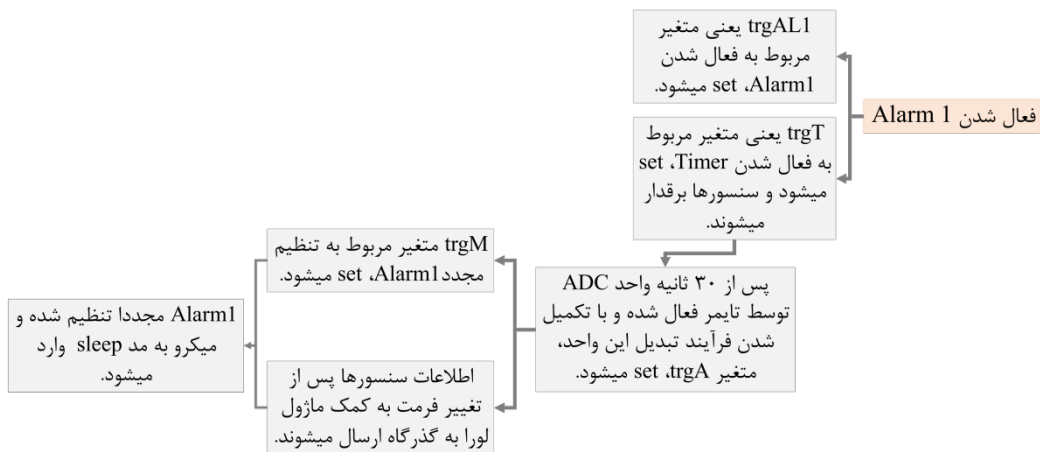 فعال شدن Alarm 1
trgAL1 یعنی متغیر
مربوط به فعال شدن
Alarm1، set میشود.
trgT یعنی متغیر مربوط
به فعال شدن Timer، set
میشود و سنسورها برقدار
میشوند.
پس از ۳۰ ثانیه واحد ADC
توسط تایمر فعال شده و با تکمیل
شدن فرآیند تبدیل این واحد،
متغیر trgA، set میشود.
trgM متغیر مربوط به تنظیم
مجدد Alarm1، set میشود.
اطلاعات سنسورها پس از
تغییر فرمت به کمک ماژول
لورا به گذرگاه ارسال میشوند.
Alarm1 مجددا تنظیم شده و
میکرو به مد sleep وارد
میشود.